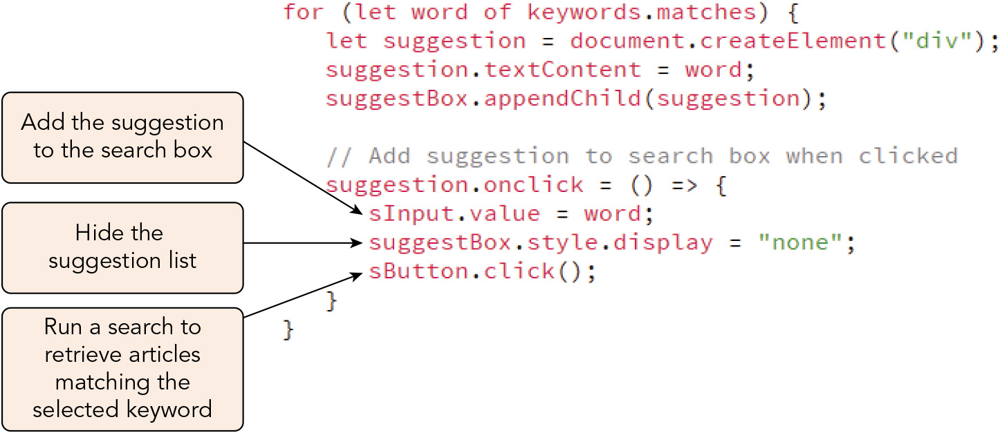 for (let word of keywords.matches) {
let suggestion = document.createElement("div");
suggestion.textContent = word;
suggestBox.appendChild(suggestion);
// Add suggestion to search box when clicked
suggestion.onclick = () => {
sInput.value = word;
suggestBox.style.display = "none";
sButton.click();
}
}
Add the suggestion
to the search box
Hide the
suggestion list
Run a search to
retrieve articles
matching the
selected keyword